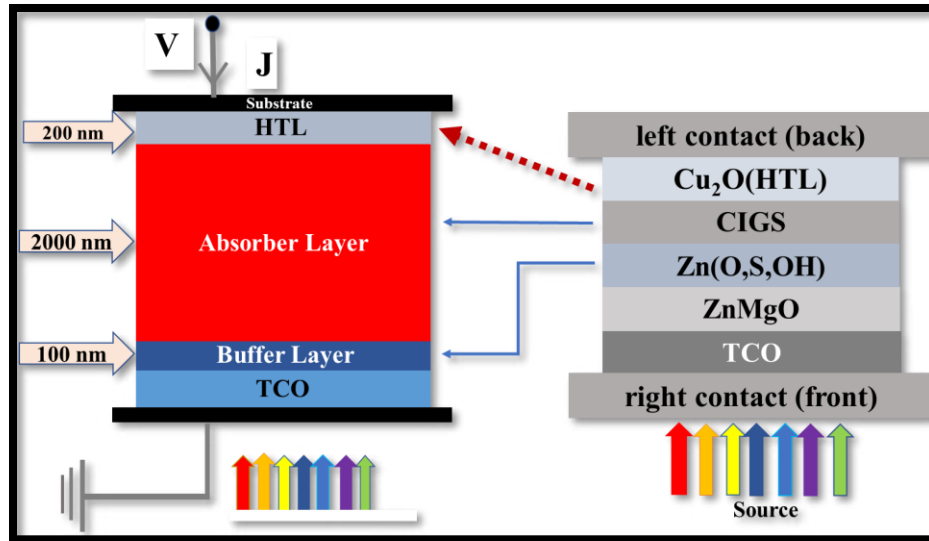 V
J
Substrate
HTL
200 nm
Absorber Layer
2000 nm
Buffer Layer
100 nm
TCO
left contact (back)
Cu₂O(HTL)
CIGS
Zn(O,S,OH)
ZnMgO
TCO
right contact (front)
Source